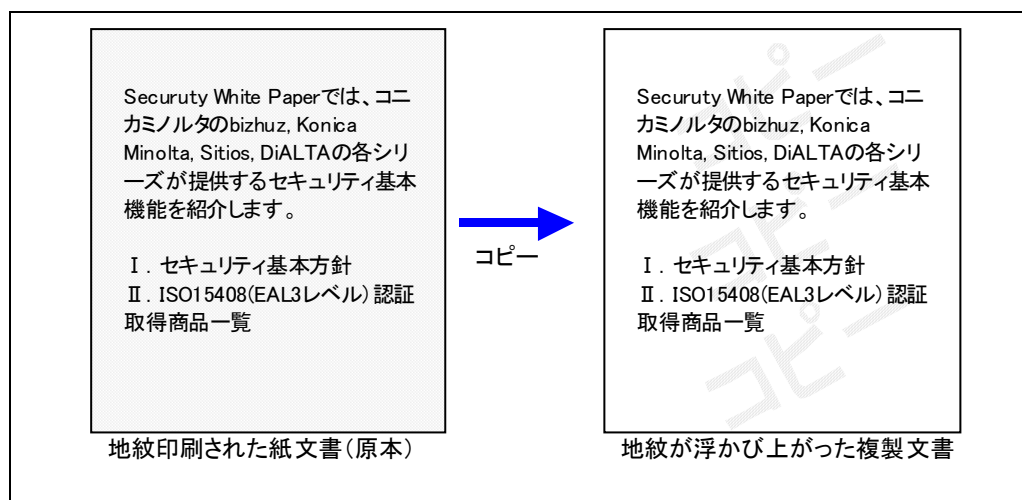 Securuty White Paperでは、コニ
カミノルタのbizhuz, Konica
Minolta, Sitios, DiALTAの各シリ
ーズが提供するセキュリティ基本
機能を紹介します。
Ⅰ. セキュリティ基本方針
Ⅱ. ISO15408(EAL3レベル)認証
取得商品一覧
地紋印刷された紙文書(原本)
コピー
コピー
コピー
Securuty White Paperでは、コニ
カミノルタのbizhuz, Konica
Minolta, Sitios, DiALTAの各シリ
ーズが提供するセキュリティ基本
機能を紹介します。
Ⅰ. セキュリティ基本方針
Ⅱ. ISO15408(EAL3レベル)認証
取得商品一覧
地紋が浮かび上がった複製文書